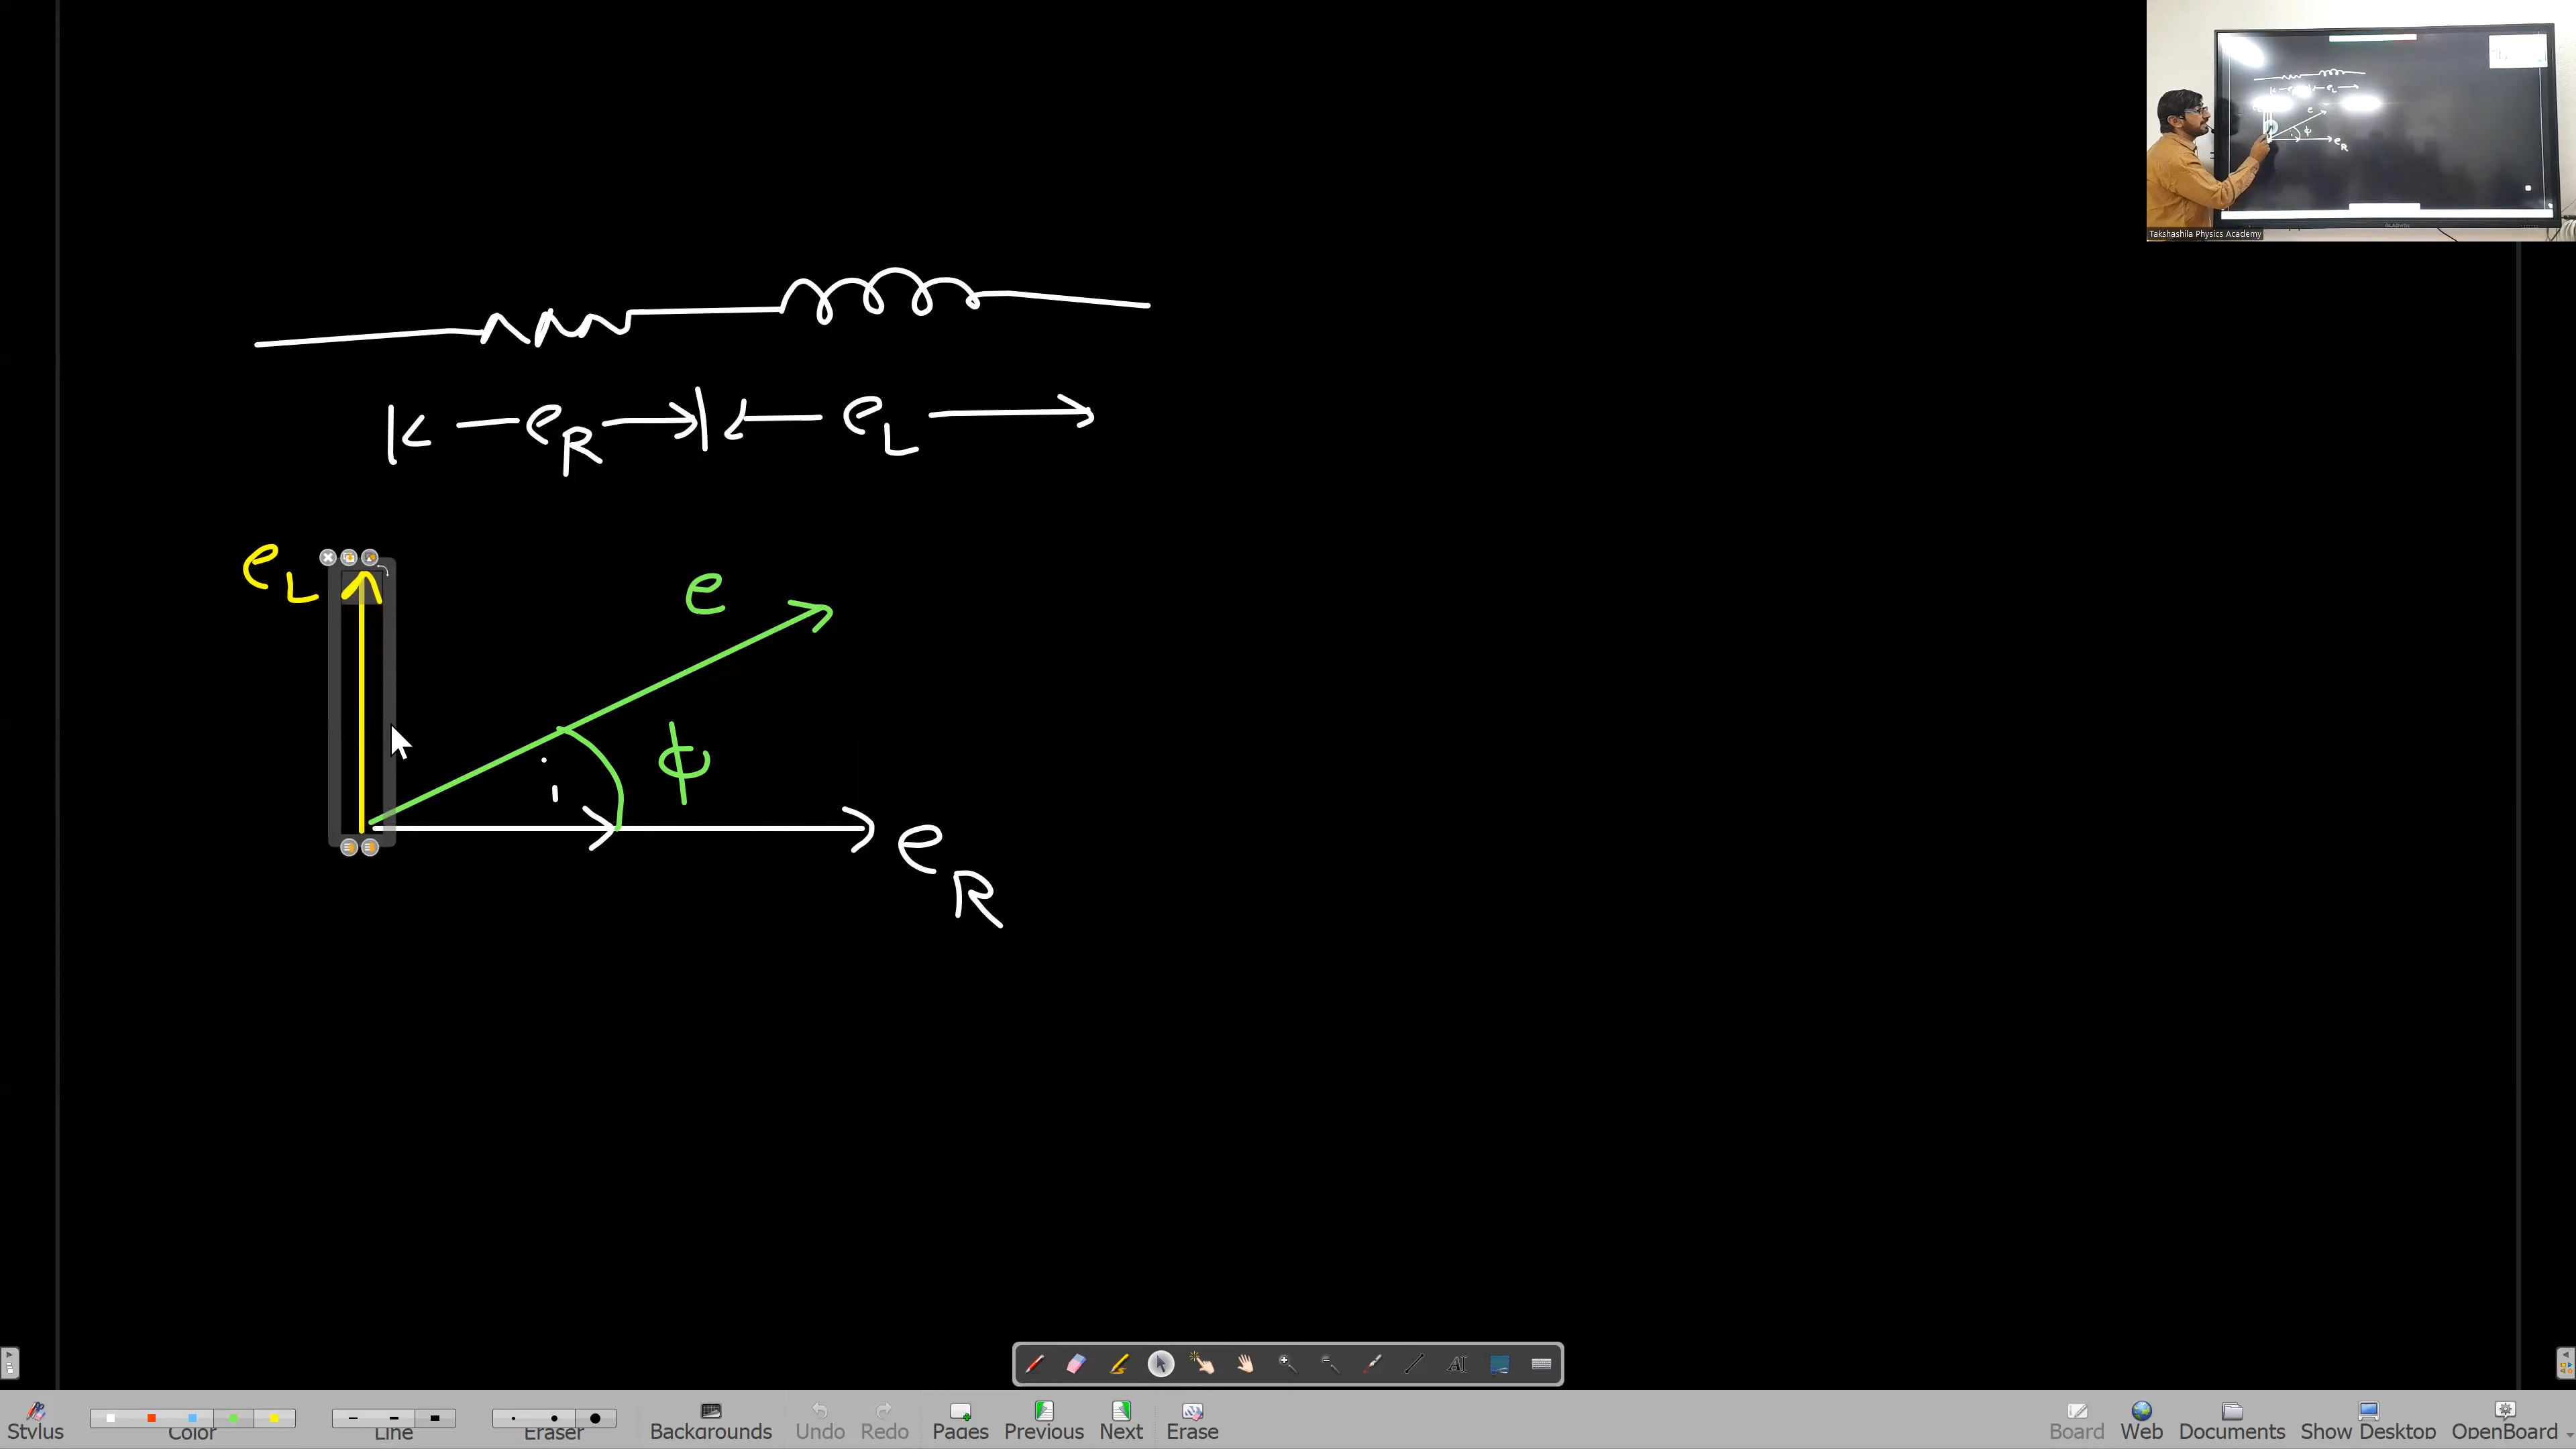 Takshashila Physics Academy
e_R e_L
e_L
e
ϕ
i
e_R
AI
Stylus Color Line Eraser Backgrounds Undo Redo Pages Previous Next Erase Board Web Documents Show Desktop OpenBoard